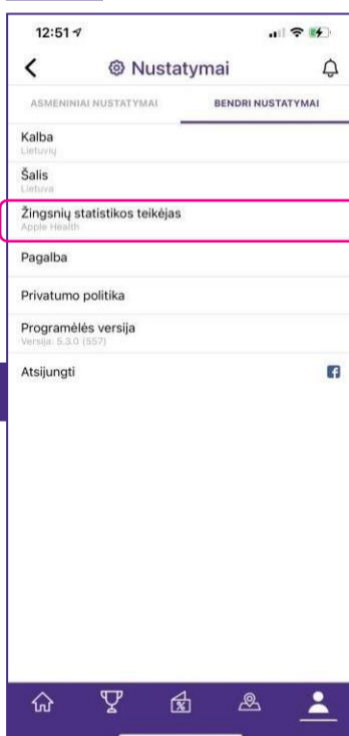 12:51
Nustatymai
ASMENINIAI NUSTATYMAI BENDRI NUSTATYMAI
Kalba
Lietuvių
Šalis
Lietuva
Žingsnių statistikos teikėjas
Apple Health
Pagalba
Privatumo politika
Programėlės versija
Versija: 5.3.0 (557)
Atsijungti